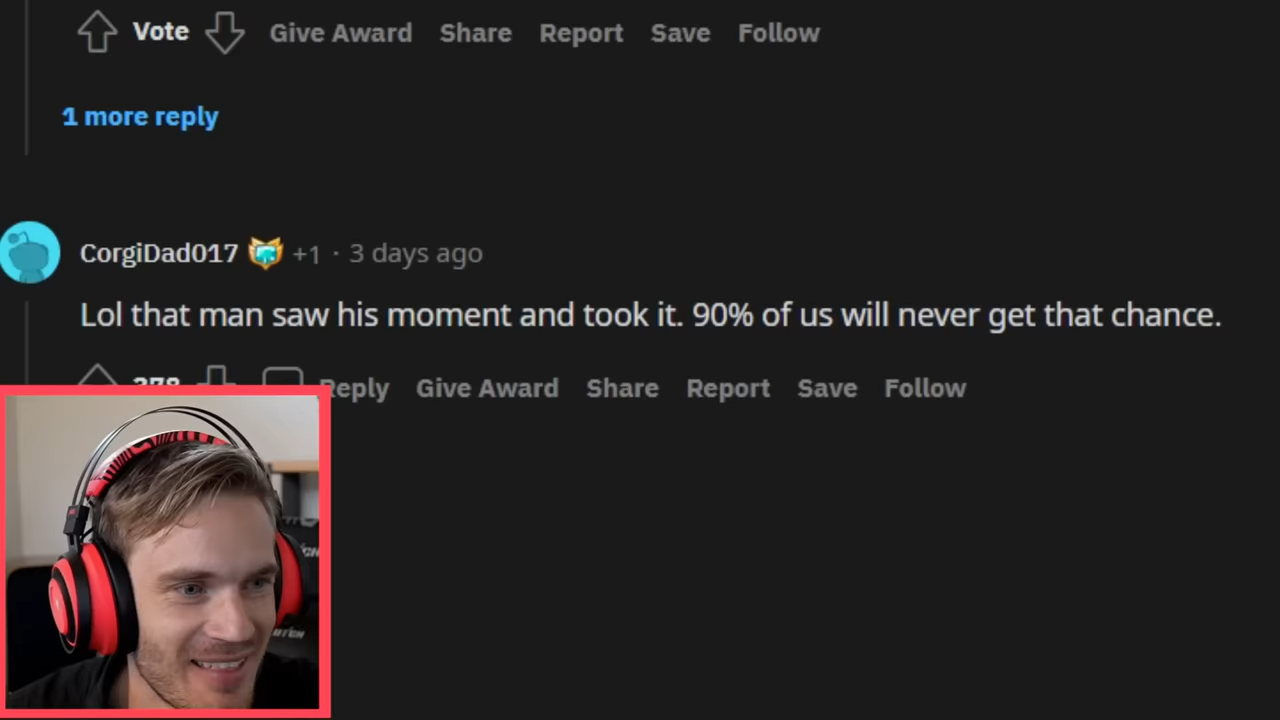 Vote Give Award Share Report Save Follow
1 more reply
CorgiDad017 +1 · 3 days ago
Lol that man saw his moment and took it. 90% of us will never get that chance.
378 Reply Give Award Share Report Save Follow